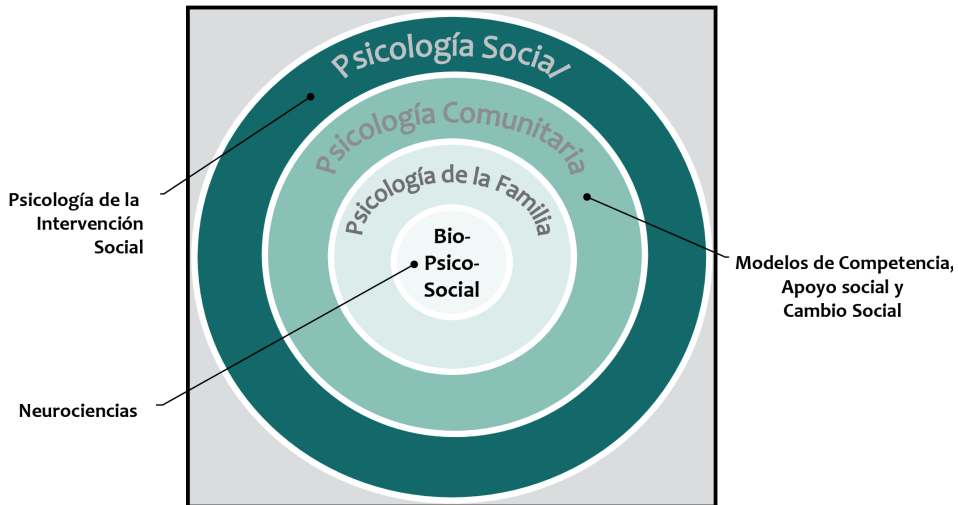 Psicología Social
Psicología Comunitaria
Psicología de la Familia
Bio-
Psico-
Social
Psicología de la
Intervención
Social
Modelos de Competencia,
Apoyo social y
Cambio Social
Neurociencias